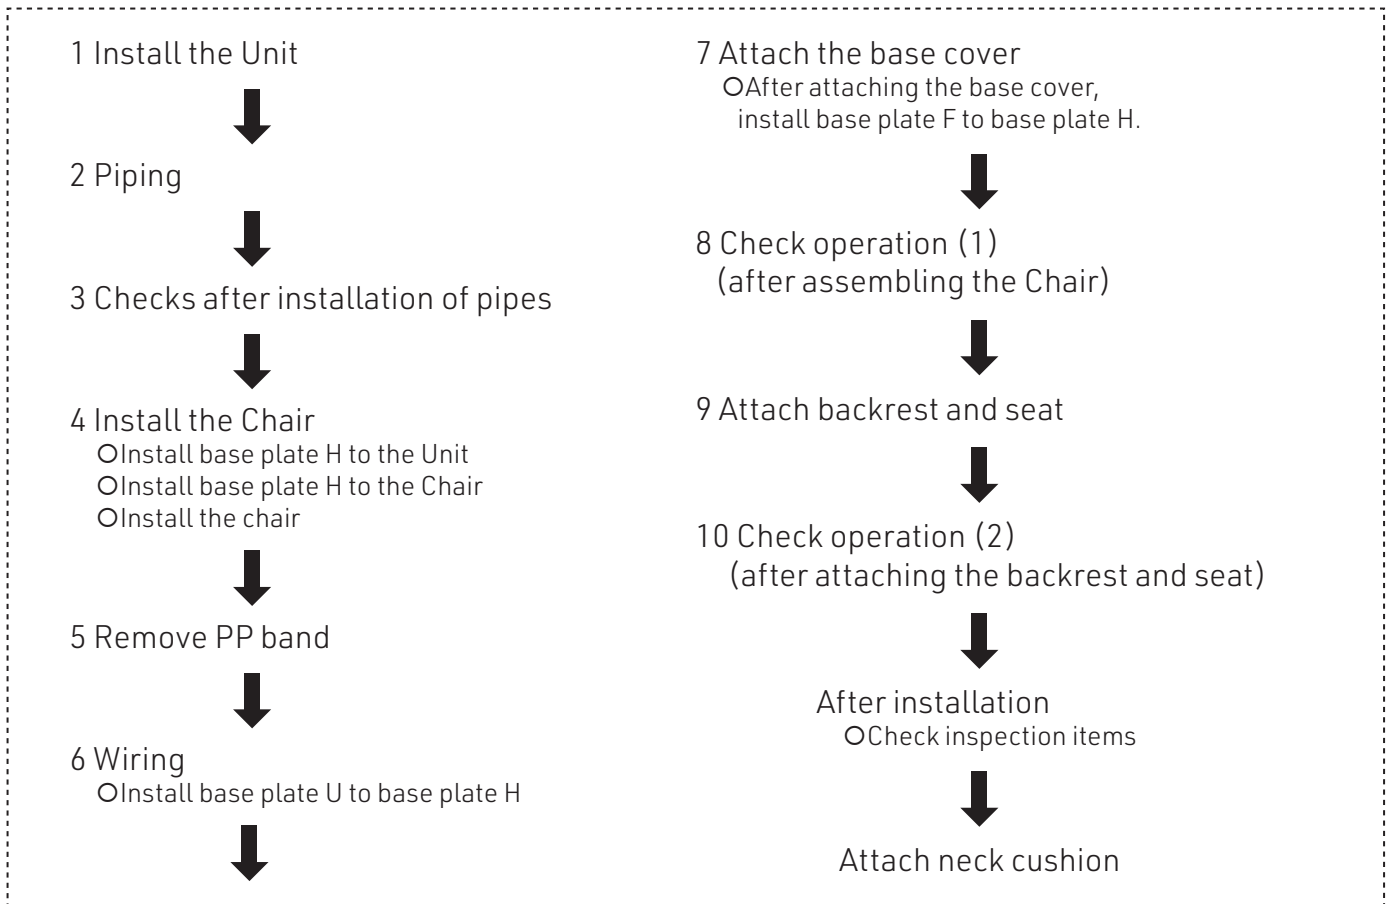 1 Install the Unit
2 Piping
3 Checks after installation of pipes
4 Install the Chair
○Install base plate H to the Unit
○Install base plate H to the Chair
○Install the chair
5 Remove PP band
6 Wiring
○Install base plate U to base plate H
7 Attach the base cover
○After attaching the base cover,
install base plate F to base plate H.
8 Check operation (1)
(after assembling the Chair)
9 Attach backrest and seat
10 Check operation (2)
(after attaching the backrest and seat)
After installation
○Check inspection items
Attach neck cushion